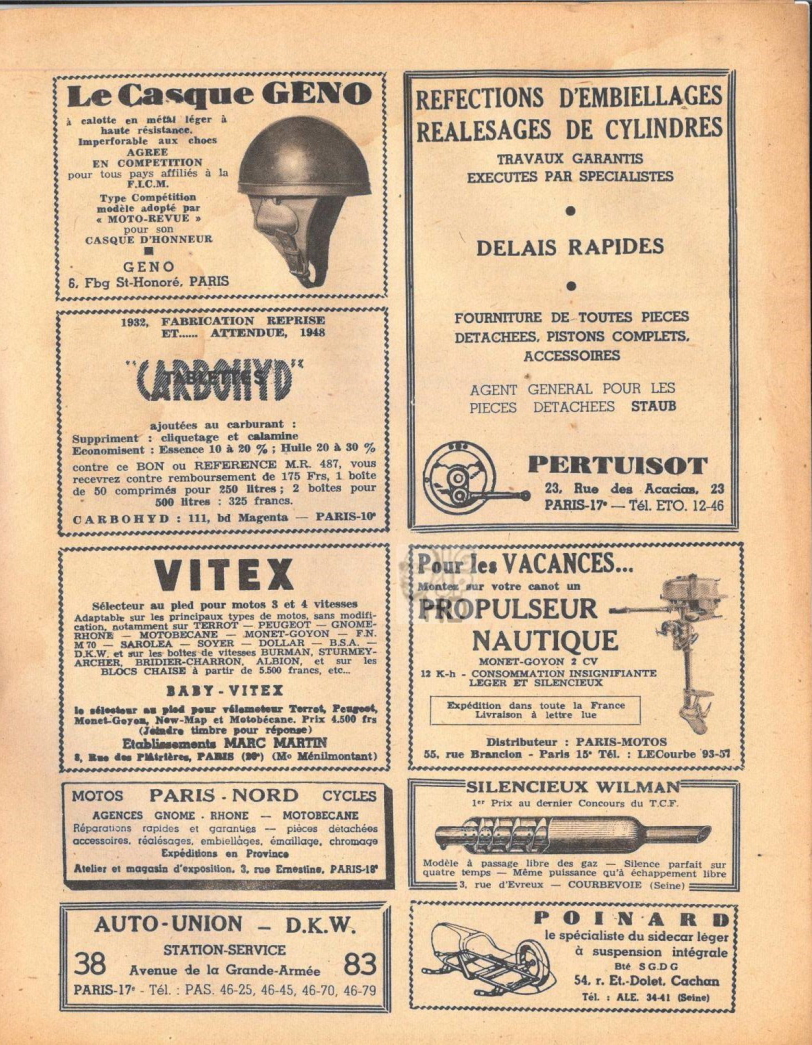 Le Casque GENO
à calotte en métal léger à
haute résistance.
Imperforable aux chocs
AGREE
EN COMPETITION
pour tous pays affiliés à la
F.I.C.M.
Type Compétition
modèle adopté par
« MOTO-REVUE »
pour son
CASQUE D'HONNEUR
GENO
6, Fbg St-Honoré, PARIS
1932, FABRICATION REPRISE
ET...... ATTENDUE, 1948
"CARBOHYD"
TABLETTES
ajoutées au carburant :
Suppriment : cliquetage et calamine
Economisent : Essence 10 à 20 % ; Huile 20 à 30 %
contre ce BON ou REFERENCE M.R. 487, vous
recevrez contre remboursement de 175 Frs, 1 boîte
de 50 comprimés pour 250 litres ; 2 boîtes pour
500 litres : 325 francs.
CARBOHYD : 111, bd Magenta — PARIS-10e
VITEX
Sélecteur au pied pour motos 3 et 4 vitesses
Adaptable sur les principaux types de motos, sans modifi-
cation, notamment sur TERROT — PEUGEOT — GNOME-
RHONE — MOTOBECANE — MONET-GOYON — F.N.
M 70 — SAROLEA — SOYER — DOLLAR — B.S.A. —
D.K.W. et sur les boîtes de vitesses BURMAN, STURMEY-
ARCHER, BRIDIER-CHARRON, ALBION, et sur les
BLOCS CHAISE à partir de 5.500 francs, etc...
BABY-VITEX
le sélecteur au pied pour vélomoteur Terrot, Peugeot,
Monet-Goyon, New-Map et Motobécane. Prix 4.500 frs
(Joindre timbre pour réponse)
Etablissements MARC MARTIN
8, Rue des Plâtrières, PARIS (20e) (Mo Ménilmontant)
MOTOS PARIS-NORD CYCLES
AGENCES GNOME-RHONE — MOTOBECANE
Réparations rapides et garanties — pièces détachées
accessoires, réalésages, embiellages, émaillage, chromage
Expéditions en Province
Atelier et magasin d'exposition, 3, rue Ernestine, PARIS-18e
AUTO-UNION — D.K.W.
STATION-SERVICE
38 Avenue de la Grande-Armée 83
PARIS-17e - Tél. : PAS. 46-25, 46-45, 46-70, 46-79
REFECTIONS D'EMBIELLAGES
REALESAGES DE CYLINDRES
TRAVAUX GARANTIS
EXECUTES PAR SPECIALISTES
DELAIS RAPIDES
FOURNITURE DE TOUTES PIECES
DETACHEES, PISTONS COMPLETS,
ACCESSOIRES
AGENT GENERAL POUR LES
PIECES DETACHEES STAUB
PERTUISOT
23, Rue des Acacias, 23
PARIS-17e — Tél. ETO. 12-46
Pour les VACANCES...
Montez sur votre canot un
PROPULSEUR
NAUTIQUE
MONET-GOYON 2 CV
12 K-h - CONSOMMATION INSIGNIFIANTE
LEGER ET SILENCIEUX
Expédition dans toute la France
Livraison à lettre lue
Distributeur : PARIS-MOTOS
55, rue Brancion - Paris 15e Tél. : LECourbe 93-57
SILENCIEUX WILMAN
1er Prix au dernier Concours du T.C.F.
Modèle à passage libre des gaz — Silence parfait sur
quatre temps — Même puissance qu'à échappement libre
3, rue d'Evreux — COURBEVOIE (Seine)
POINARD
le spécialiste du sidecar léger
à suspension intégrale
Bté S.G.D.G
54, r. Et.-Dolet, Cachan
Tél. : ALE. 34-41 (Seine)